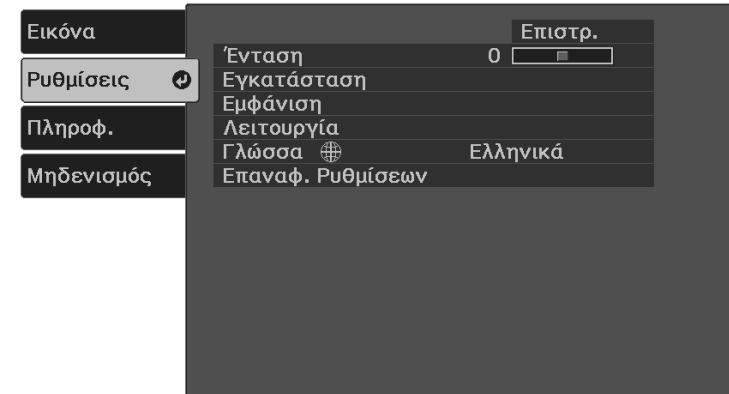 Εικόνα
Ρυθμίσεις
Πληροφ.
Μηδενισμός
Επιστρ.
Ένταση 0
Εγκατάσταση
Εμφάνιση
Λειτουργία
Γλώσσα Ελληνικά
Επαναφ. Ρυθμίσεων